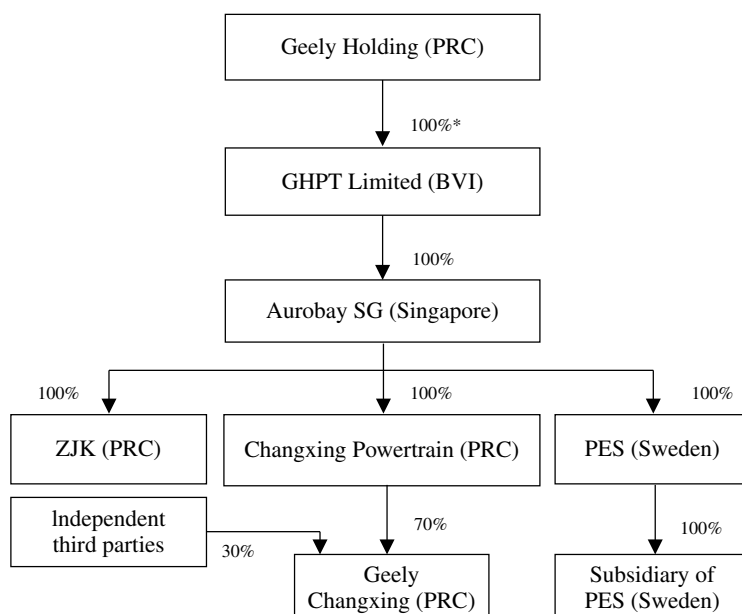 Geely Holding (PRC)
100%*
GHPT Limited (BVI)
100%
Aurobay SG (Singapore)
100%
100%
100%
ZJK (PRC)
Changxing Powertrain (PRC)
PES (Sweden)
Independent
third parties
30%
70%
100%
Geely
Changxing (PRC)
Subsidiary of
PES (Sweden)